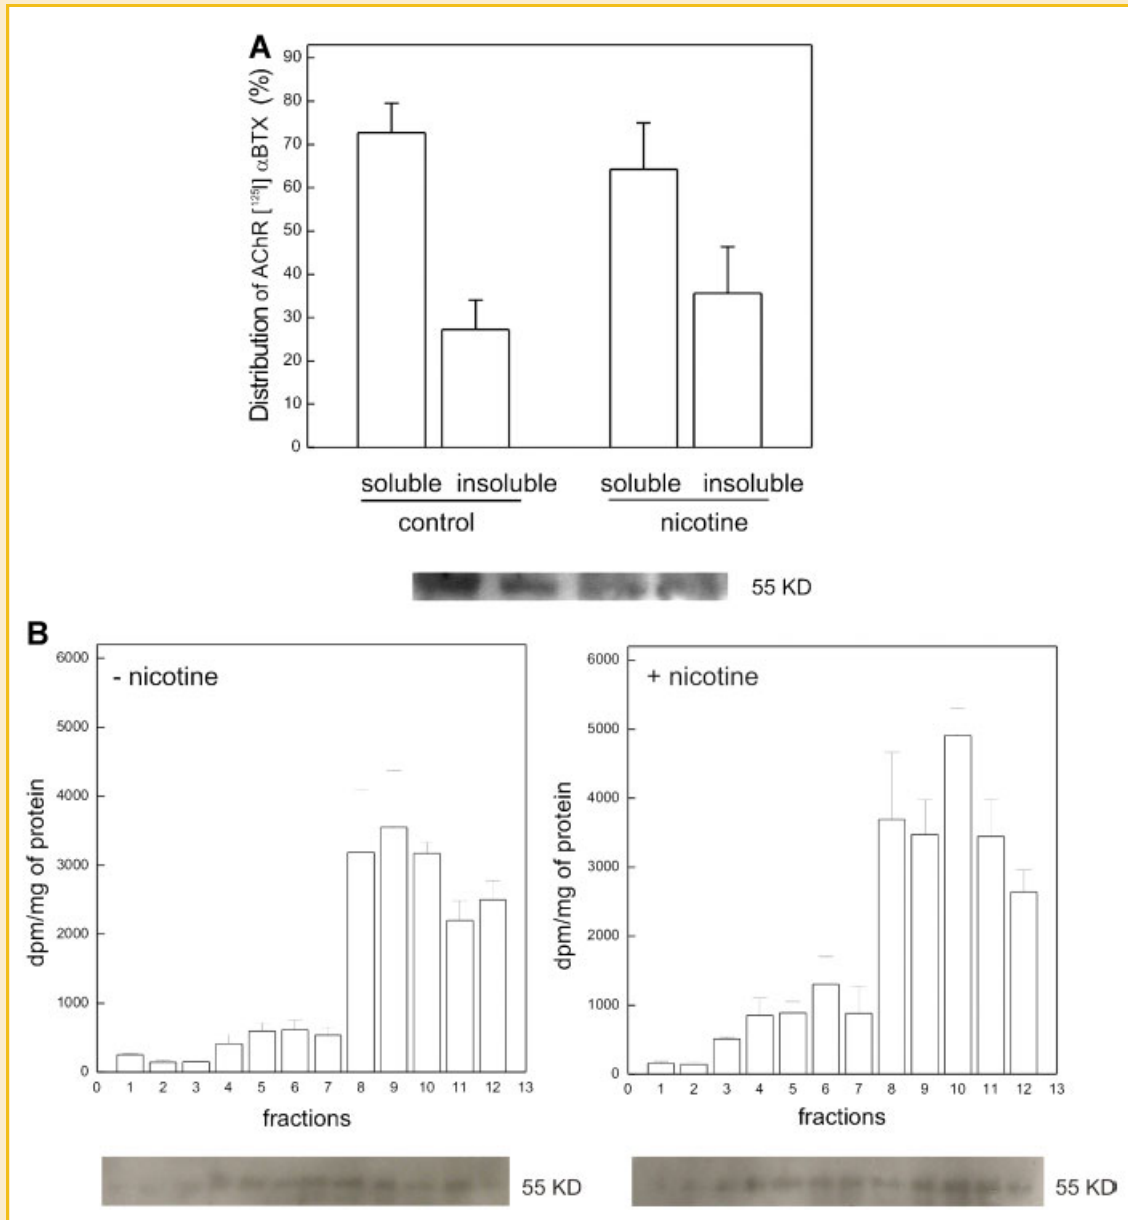 A
Distribution of AChR [¹²⁵I] αBTX (%)
90
80
70
60
50
40
30
20
10
0
soluble insoluble soluble insoluble
control nicotine
55 KD
B
- nicotine
dpm/mg of protein
6000
5000
4000
3000
2000
1000
0
0 1 2 3 4 5 6 7 8 9 10 11 12 13
fractions
55 KD
+ nicotine
dpm/mg of protein
6000
5000
4000
3000
2000
1000
0
0 1 2 3 4 5 6 7 8 9 10 11 12 13
fractions
55 KD